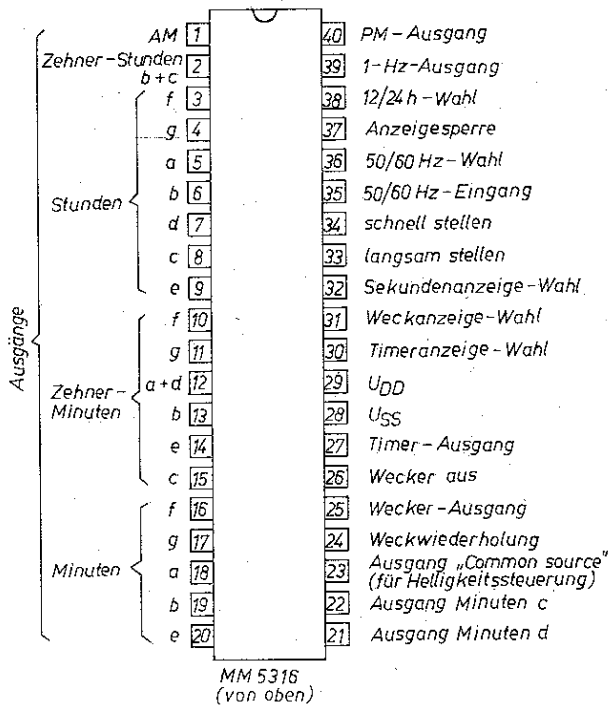 AM 1
Zehner-Stunden
b+c 2
f 3
g 4
a 5
b 6
d 7
c 8
e 9
Stunden
f 10
g 11
a+d 12
b 13
e 14
c 15
Zehner-
Minuten
f 16
g 17
a 18
b 19
e 20
Minuten
Ausgänge
40 PM-Ausgang
39 1-Hz-Ausgang
38 12/24 h-Wahl
37 Anzeigesperre
36 50/60 Hz-Wahl
35 50/60 Hz-Eingang
34 schnell stellen
33 langsam stellen
32 Sekundenanzeige-Wahl
31 Weckanzeige-Wahl
30 Timeranzeige-Wahl
29 UDD
28 USS
27 Timer-Ausgang
26 Wecker aus
25 Wecker-Ausgang
24 Weckwiederholung
23 Ausgang „Common source"
(für Helligkeitssteuerung)
22 Ausgang Minuten c
21 Ausgang Minuten d
MM 5316
(von oben)